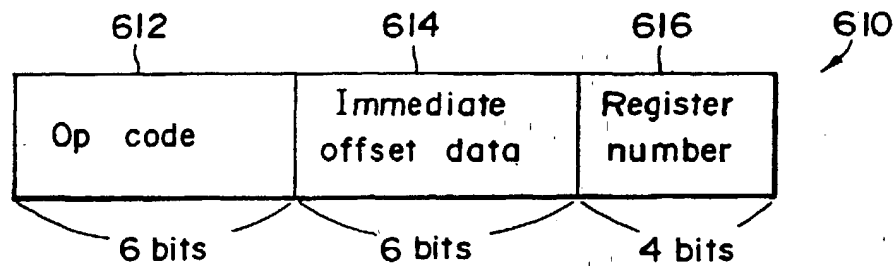 612 614 616 610
Op code
Immediate
offset data
Register
number
6 bits 6 bits 4 bits